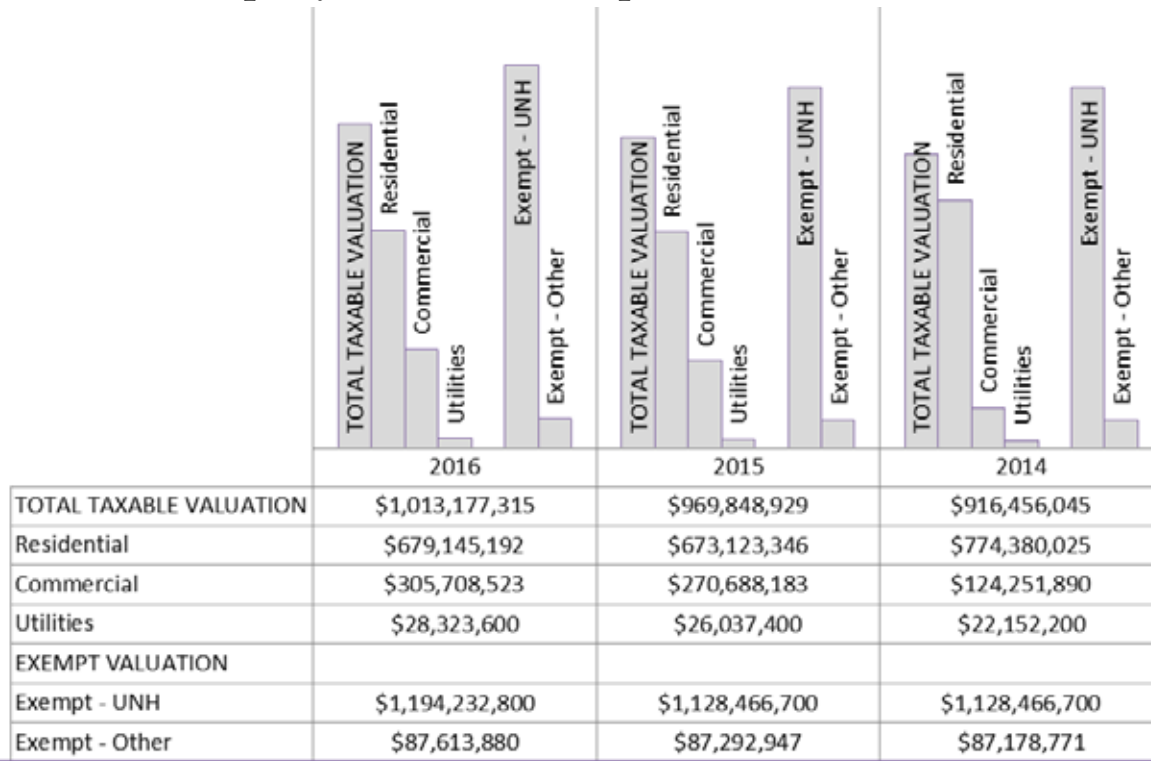 TOTAL TAXABLE VALUATION
Residential
Commercial
Utilities
Exempt - UNH
Exempt - Other
TOTAL TAXABLE VALUATION
Residential
Commercial
Utilities
Exempt - UNH
Exempt - Other
TOTAL TAXABLE VALUATION
Residential
Commercial
Utilities
Exempt - UNH
Exempt - Other
2016 2015 2014
TOTAL TAXABLE VALUATION $1,013,177,315 $969,848,929 $916,456,045
Residential $679,145,192 $673,123,346 $774,380,025
Commercial $305,708,523 $270,688,183 $124,251,890
Utilities $28,323,600 $26,037,400 $22,152,200
EXEMPT VALUATION
Exempt - UNH $1,194,232,800 $1,128,466,700 $1,128,466,700
Exempt - Other $87,613,880 $87,292,947 $87,178,771